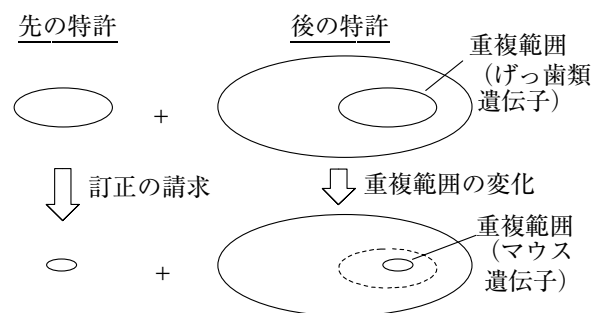 先の特許
後の特許
重複範囲
（げっ歯類
遺伝子）
+
訂正の請求
重複範囲の変化
重複範囲
（マウス
遺伝子）
+